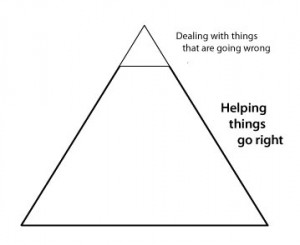 Dealing with things
that are going wrong
Helping
things
go right